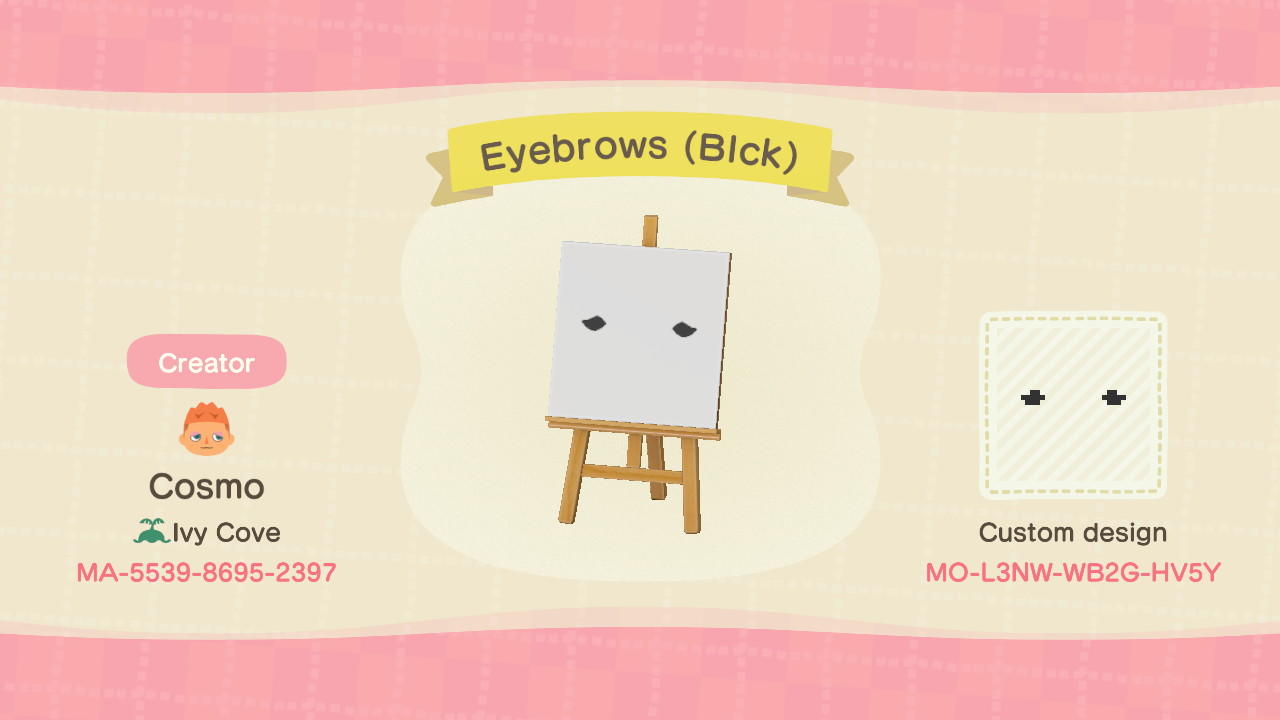 Eyebrows (Blck)
Creator
Cosmo
Ivy Cove
MA-5539-8695-2397
Custom design
MO-L3NW-WB2G-HV5Y